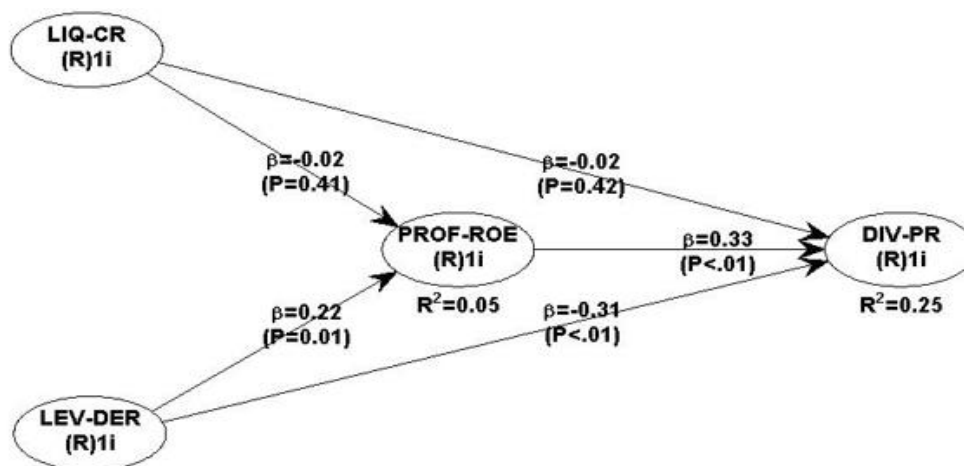 LIQ-CR
(R)1i
β=-0.02
(P=0.41)
β=-0.02
(P=0.42)
PROF-ROE
(R)1i
R²=0.05
β=0.33
(P<.01)
DIV-PR
(R)1i
R²=0.25
β=0.22
(P=0.01)
β=-0.31
(P<.01)
LEV-DER
(R)1i